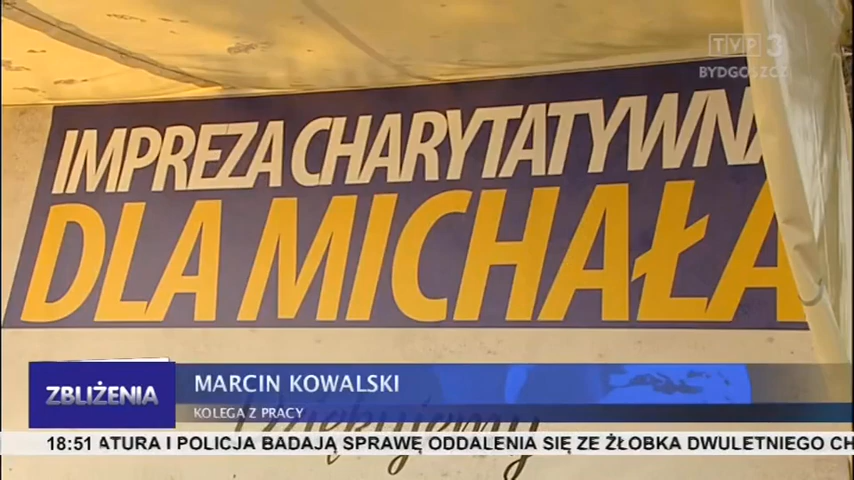 TVP 3
BYDGOSZCZ
IMPREZA CHARYTATYWNA
DLA MICHAŁA
ZBLIŻENIA
MARCIN KOWALSKI
KOLEGA Z PRACY
Dziękujemy
18:51 ATURA I POLICJA BADAJĄ SPRAWĘ ODDALENIA SIĘ ZE ŻŁOBKA DWULETNIEGO CH